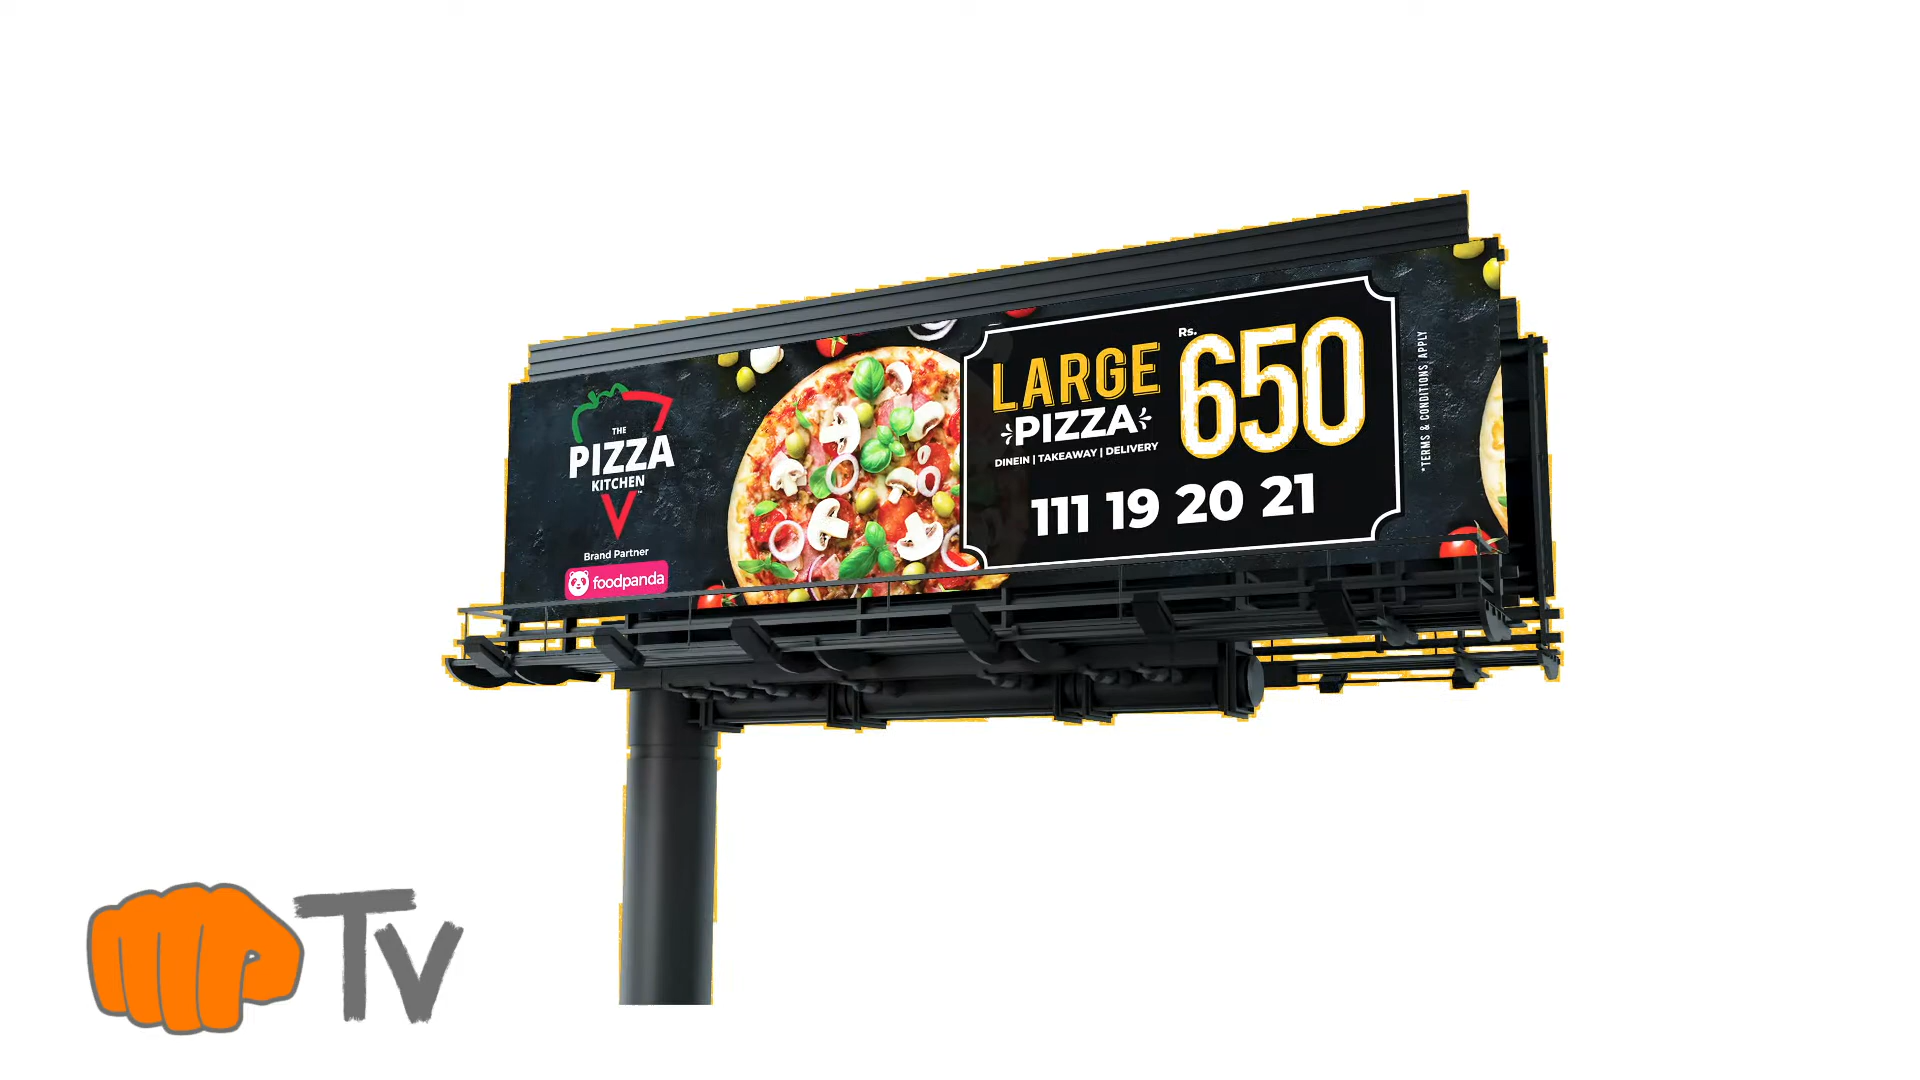 THE
PIZZA
KITCHEN
TM
Brand Partner
foodpanda
LARGE
PIZZA
DINEIN | TAKEAWAY | DELIVERY
Rs.
650
111 19 20 21
*TERMS & CONDITIONS APPLY
Tv